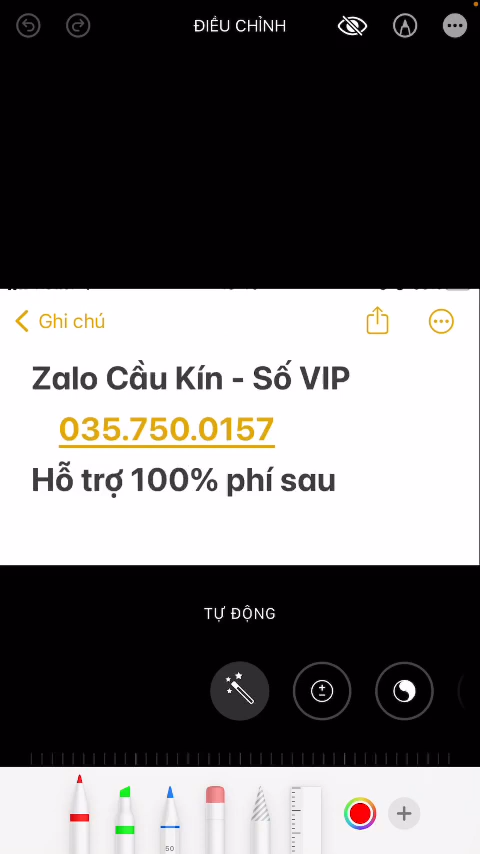 ĐIỀU CHỈNH
Ghi chú
Zalo Cầu Kín - Số VIP
035.750.0157
Hỗ trợ 100% phí sau
TỰ ĐỘNG
50